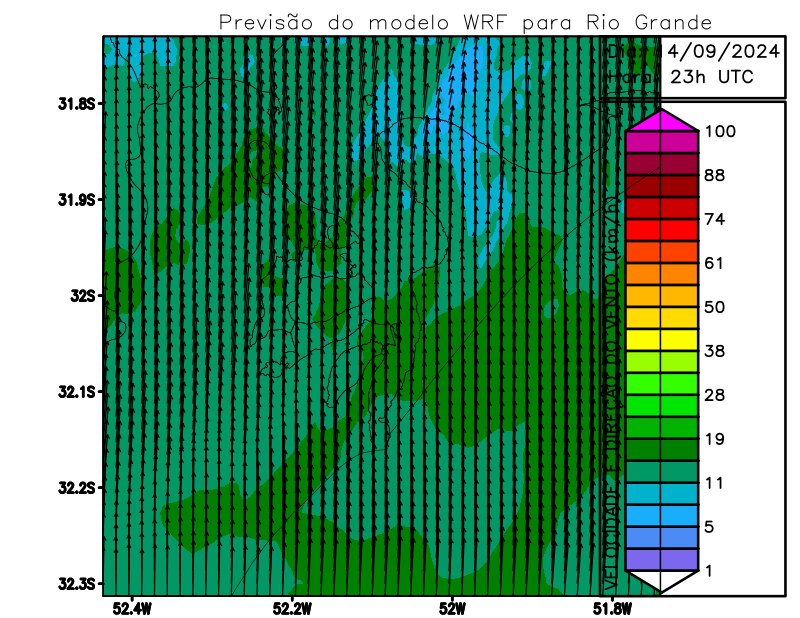 Previsão do modelo WRF para Rio Grande
Dia: 4/09/2024
Hora: 23h UTC
31.8S
31.9S
32S
32.1S
32.2S
32.3S
52.4W
52.2W
52W
51.8W
VELOCIDADE E DIREÇÃO DO VENTO (km/h)
100
88
74
61
50
38
28
19
11
5
1